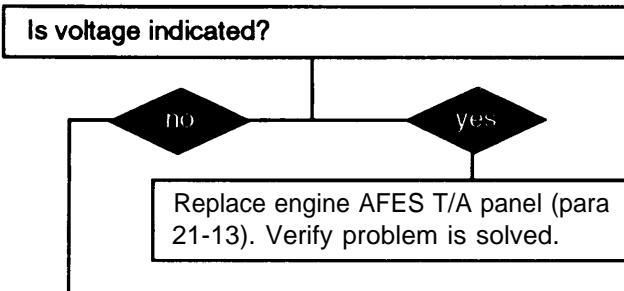 Is voltage indicated?
no
yes
Replace engine AFES T/A panel (para
21-13). Verify problem is solved.